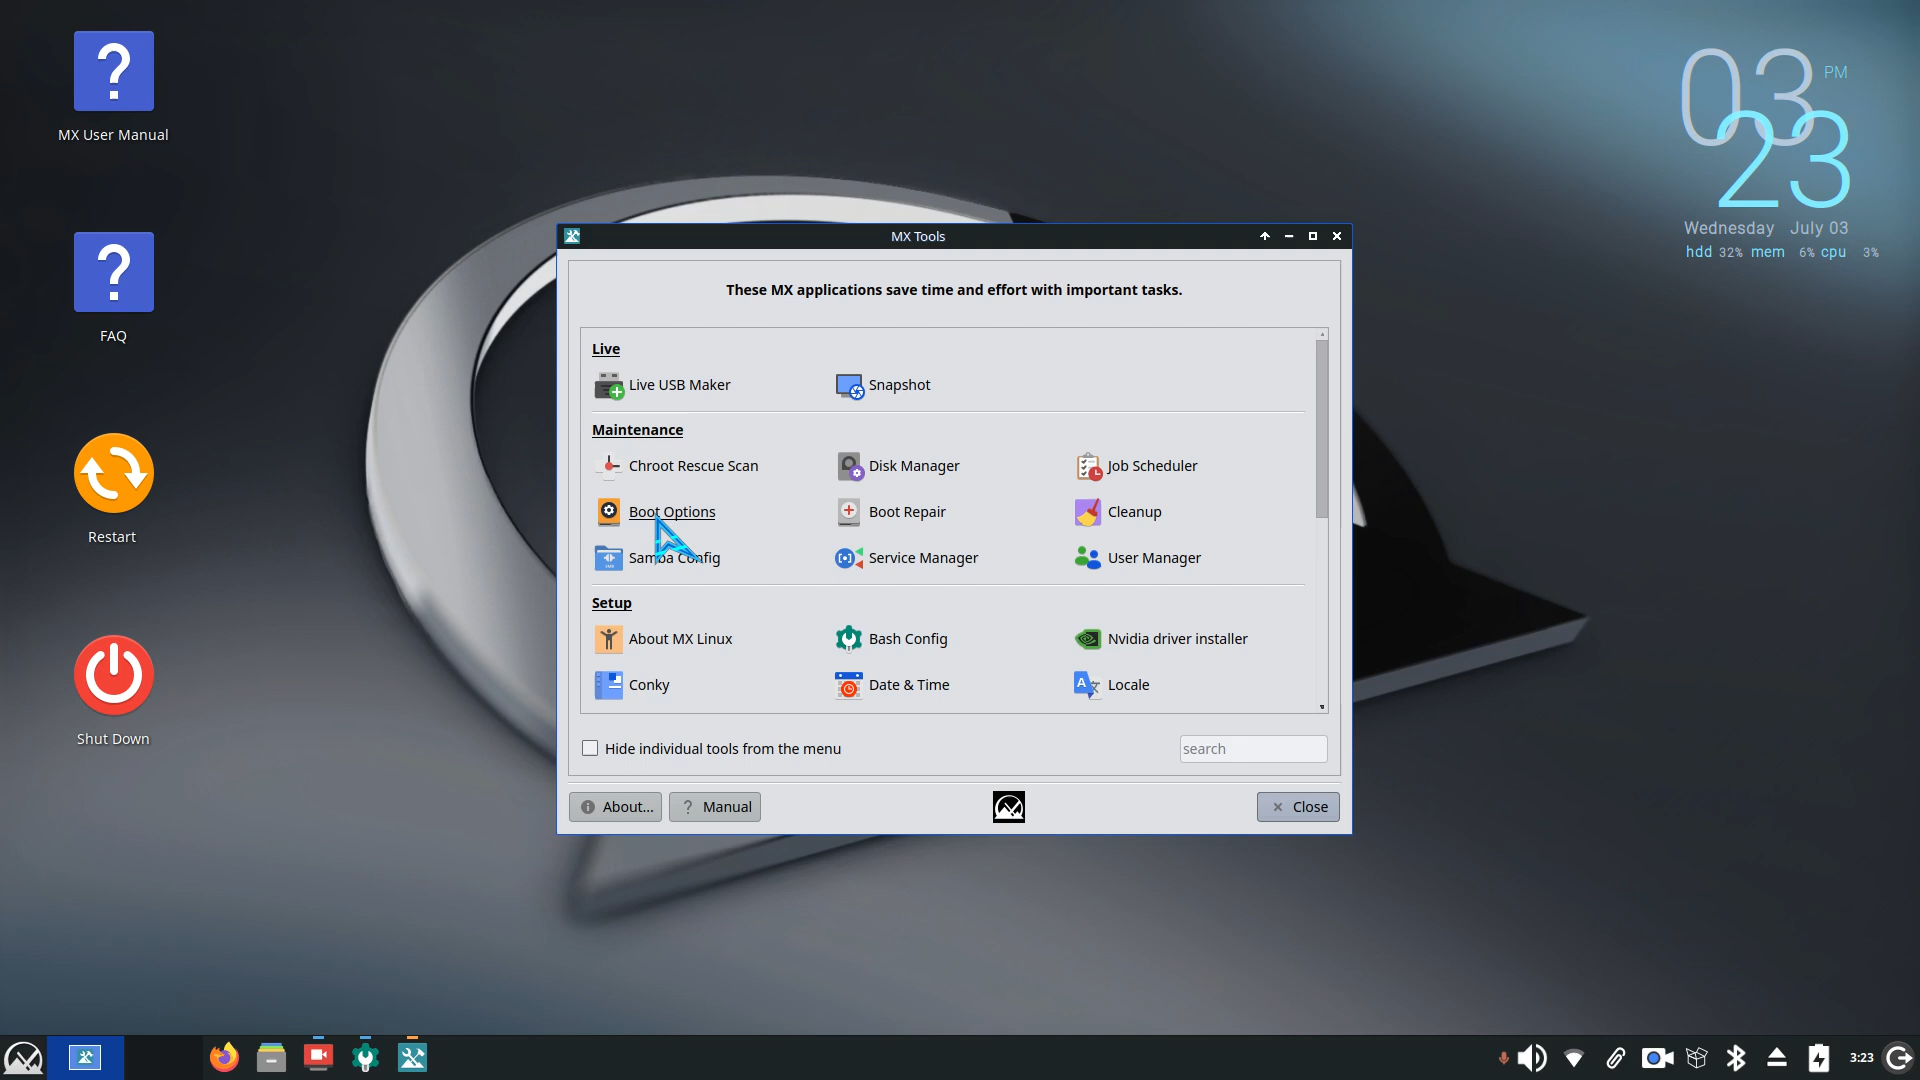 MX User Manual
FAQ
Restart
Shut Down
03 PM
23
Wednesday July 03
hdd 32% mem 6% cpu 3%
MX Tools
These MX applications save time and effort with important tasks.
Live
Live USB Maker Snapshot
Maintenance
Chroot Rescue Scan Disk Manager Job Scheduler
Boot Options Boot Repair Cleanup
Samba Config Service Manager User Manager
Setup
About MX Linux Bash Config Nvidia driver installer
Conky Date & Time Locale
Hide individual tools from the menu search
About... ? Manual Close
3:23